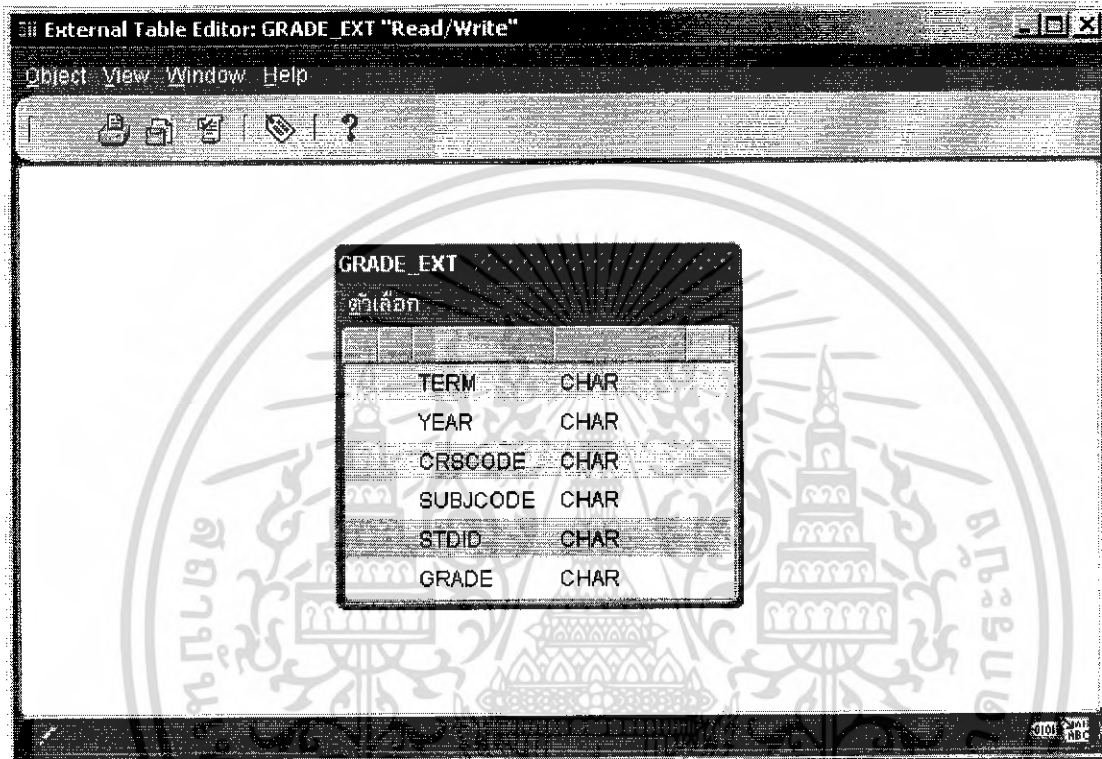 External Table Editor: GRADE_EXT "Read/Write"
Object View Window Help
?
GRADE_EXT
ตัวเลือก
TERM CHAR
YEAR CHAR
CRSCODE CHAR
SUBJCODE CHAR
STDID CHAR
GRADE CHAR